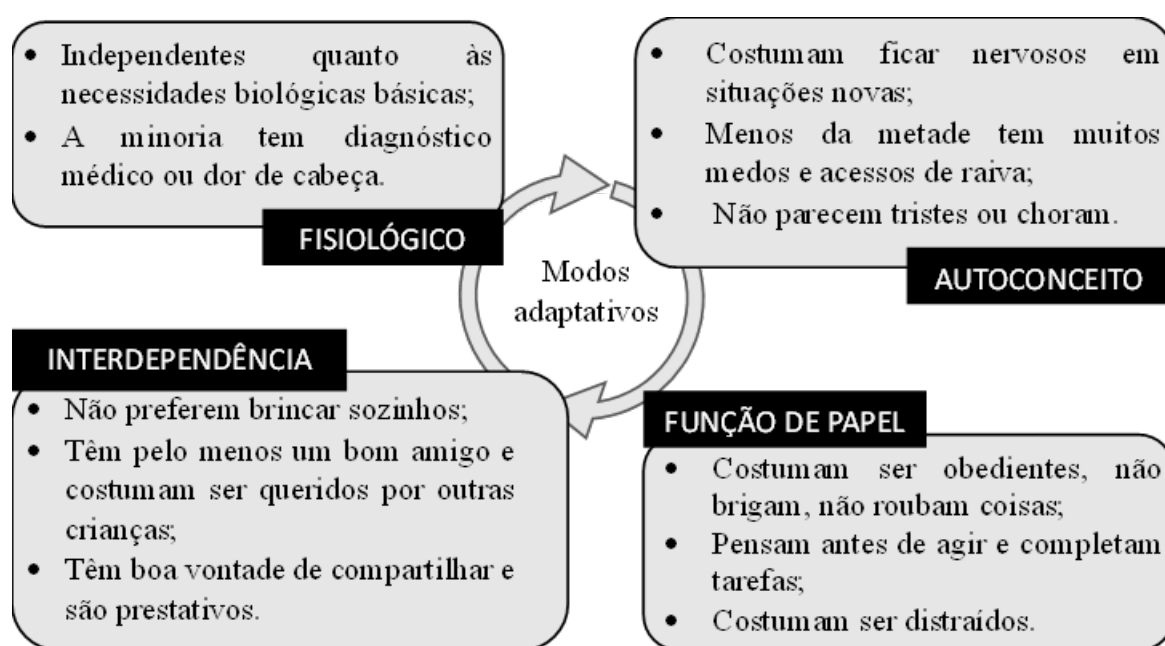 • Independentes quanto às
necessidades biológicas básicas;
• A minoria tem diagnóstico
médico ou dor de cabeça.
FISIOLÓGICO
• Costumam ficar nervosos em
situações novas;
• Menos da metade tem muitos
medos e acessos de raiva;
• Não parecem tristes ou choram.
AUTOCONCEITO
Modos
adaptativos
INTERDEPENDÊNCIA
• Não preferem brincar sozinhos;
• Têm pelo menos um bom amigo e
costumam ser queridos por outras
crianças;
• Têm boa vontade de compartilhar e
são prestativos.
FUNÇÃO DE PAPEL
• Costumam ser obedientes, não
brigam, não roubam coisas;
• Pensam antes de agir e completam
tarefas;
• Costumam ser distraídos.